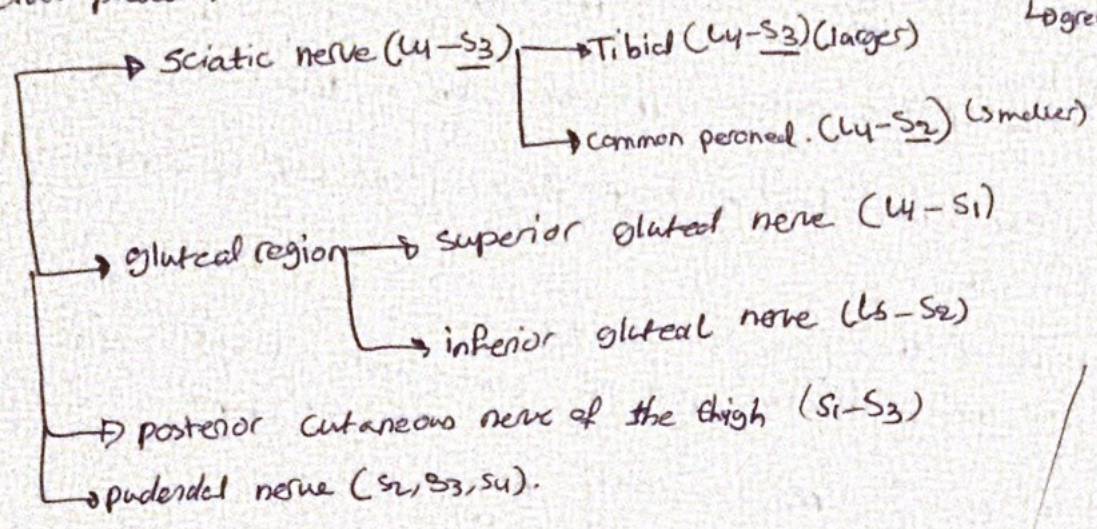 sciatic nerve (L4-S3) Tibial (L4-S3) (larger)
common peroneal. (L4-S2) (smaller)
gluteal region superior gluteal nerve (L4-S1)
inferior gluteal nerve (L5-S2)
posterior cutaneous nerve of the thigh (S1-S3)
pudendal nerve (S2, S3, S4).